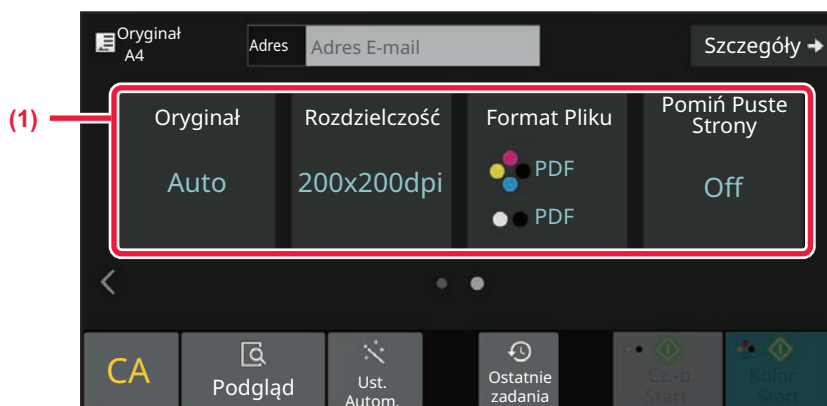 Oryginał
A4
Adres
Adres E-mail
Szczegóły
(1)
Oryginał
Rozdzielczość
Format Pliku
Pomiń Puste
Strony
Auto
200x200dpi
PDF
PDF
Off
CA
Podgląd
Ust.
Autom.
Ostatnie
zadania
Cz.-b.
Start
Kolor
Start